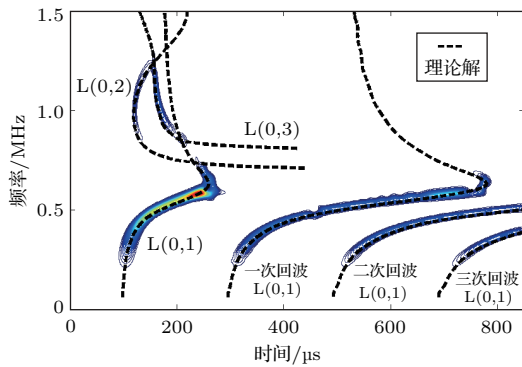 1.5
1.0
0.5
0
频率/MHz
L(0,2)
L(0,3)
L(0,1)
理论解
一次回波
L(0,1)
二次回波
L(0,1)
三次回波
L(0,1)
0
200
400
600
800
时间/μs